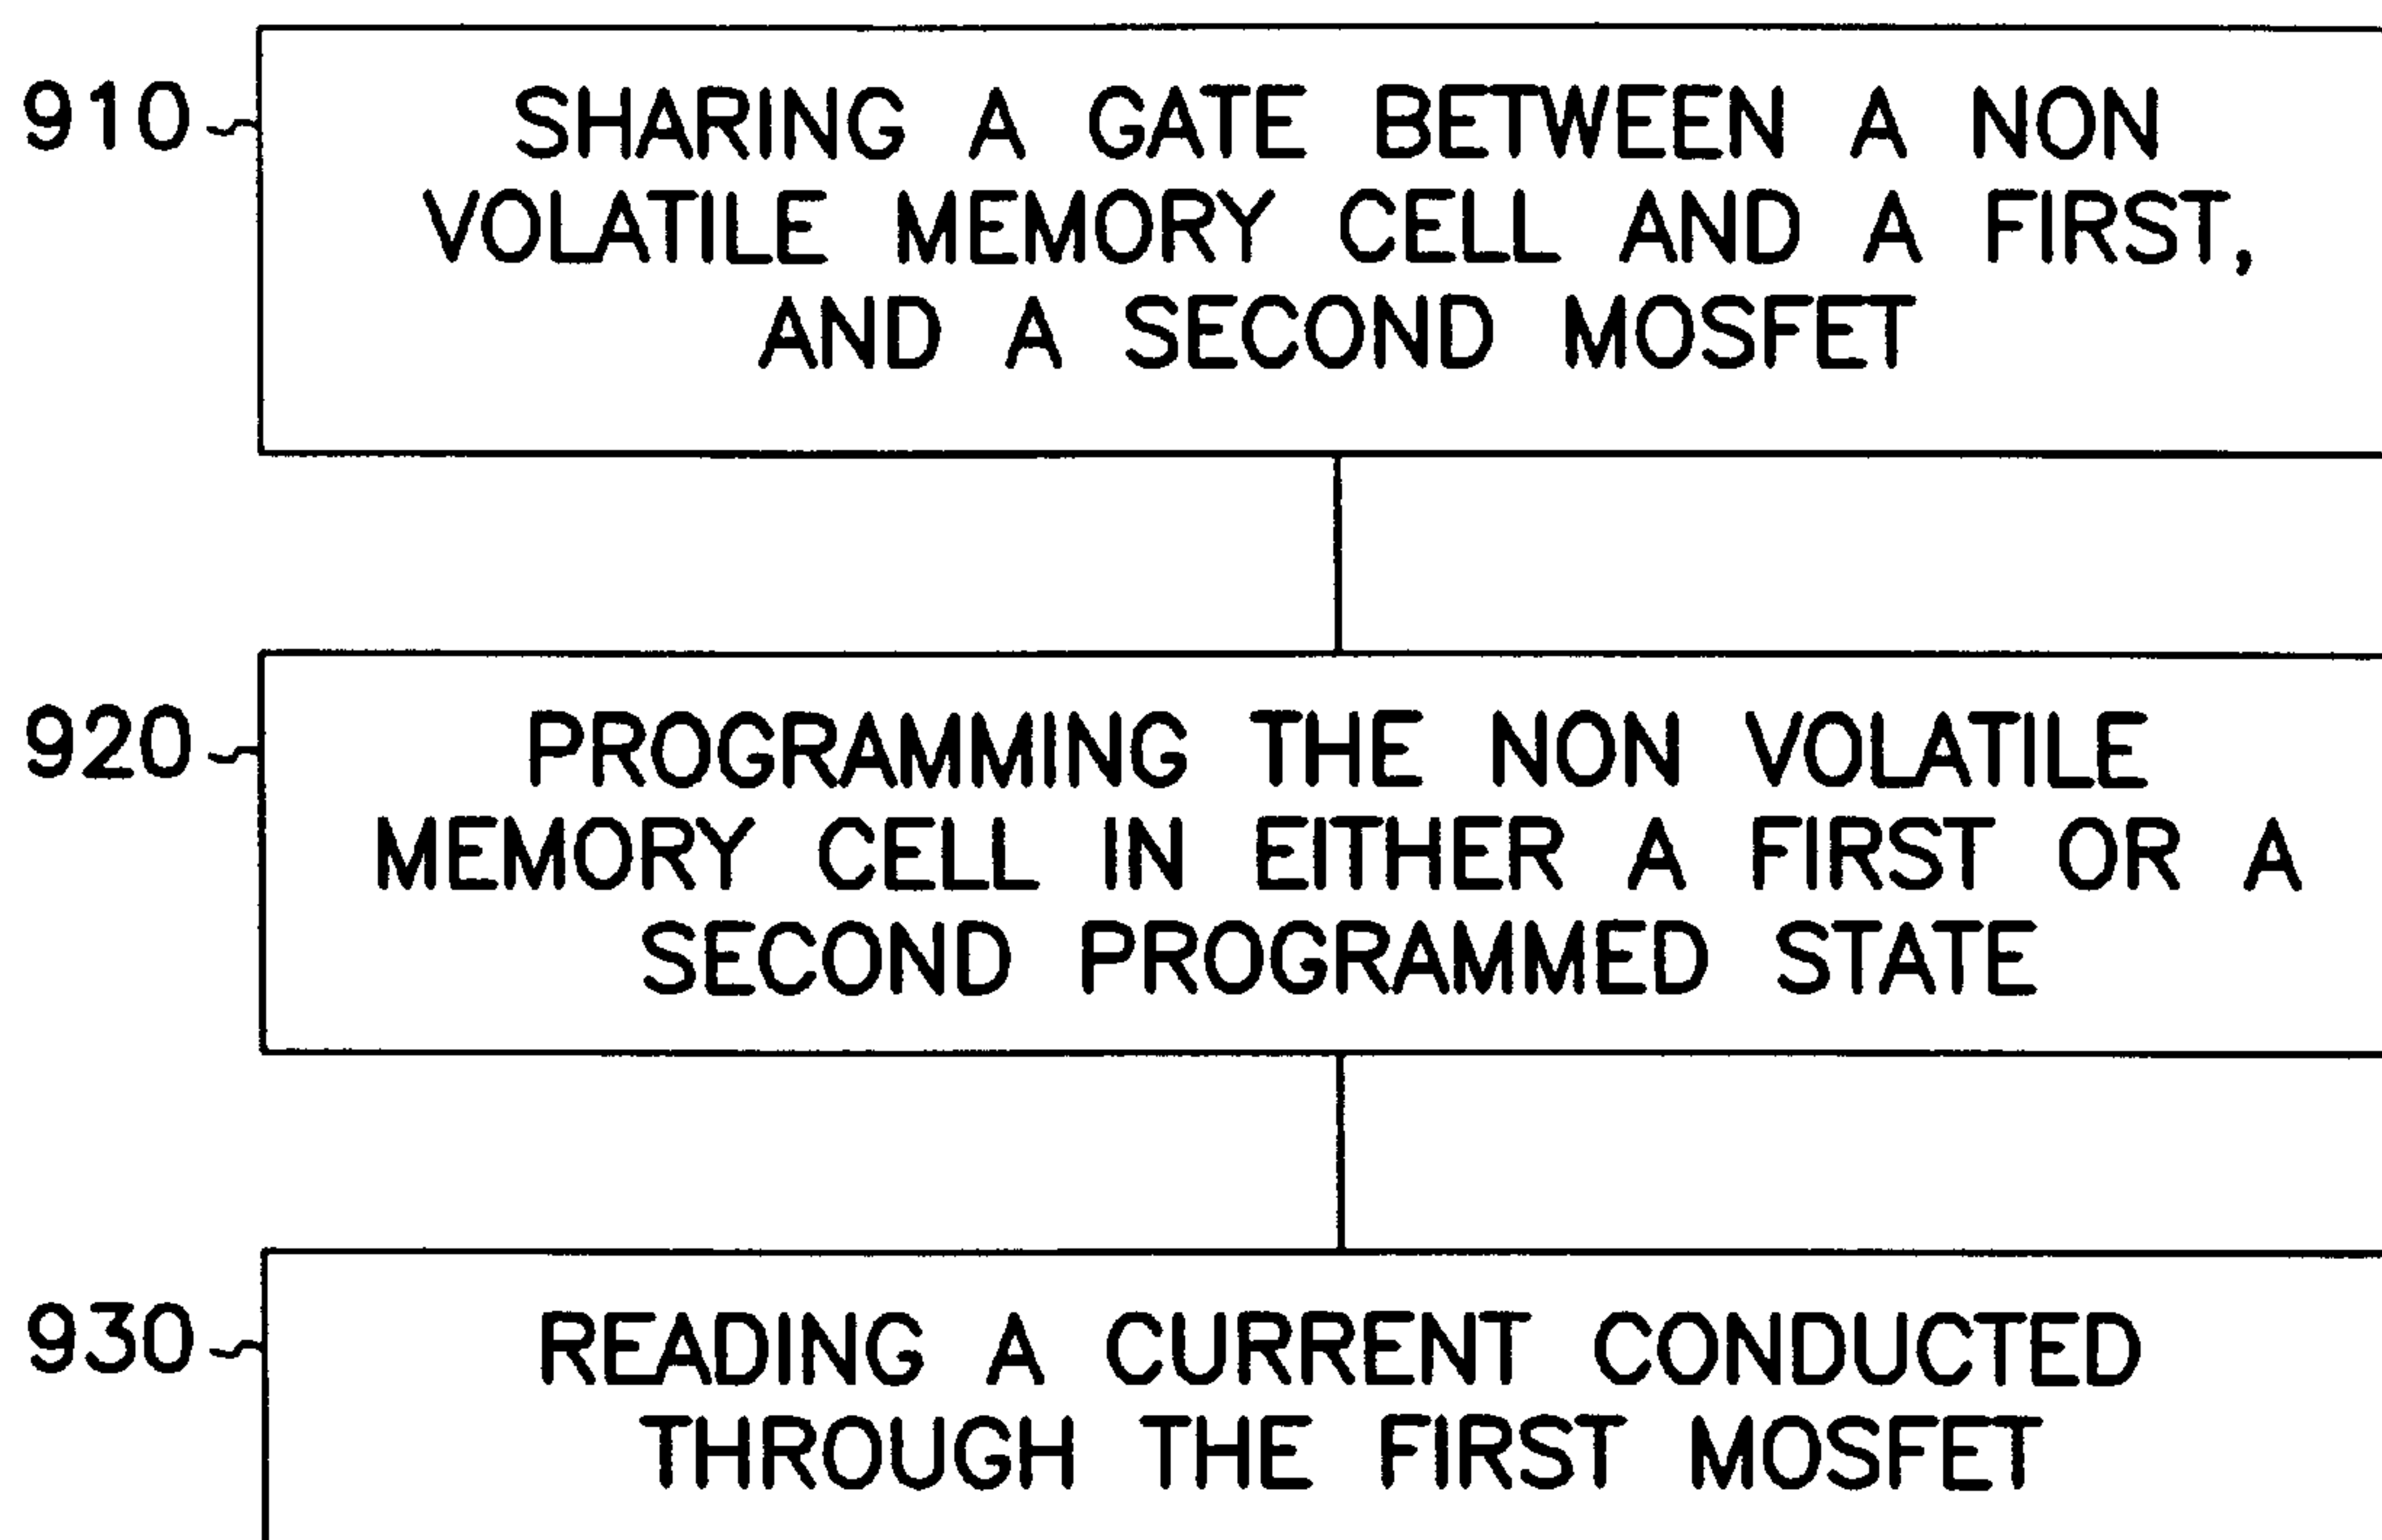 910
SHARING A GATE BETWEEN A NON
VOLATILE MEMORY CELL AND A FIRST,
AND A SECOND MOSFET
920
PROGRAMMING THE NON VOLATILE
MEMORY CELL IN EITHER A FIRST OR A
SECOND PROGRAMMED STATE
930
READING A CURRENT CONDUCTED
THROUGH THE FIRST MOSFET